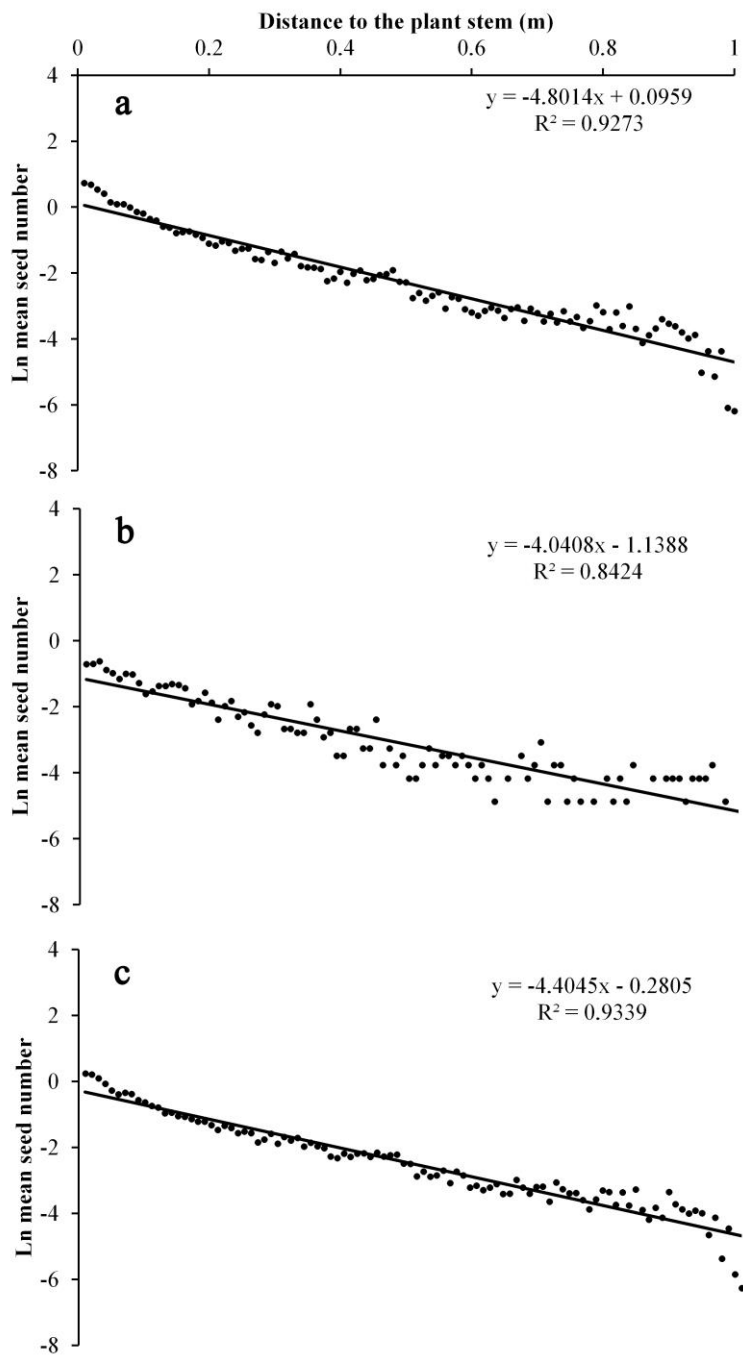 Distance to the plant stem (m)
0 0.2 0.4 0.6 0.8 1
4
2
0
-2
-4
-6
-8
Ln mean seed number
a
y = -4.8014x + 0.0959
R² = 0.9273
4
2
0
-2
-4
-6
-8
Ln mean seed number
b
y = -4.0408x - 1.1388
R² = 0.8424
4
2
0
-2
-4
-6
-8
Ln mean seed number
c
y = -4.4045x - 0.2805
R² = 0.9339